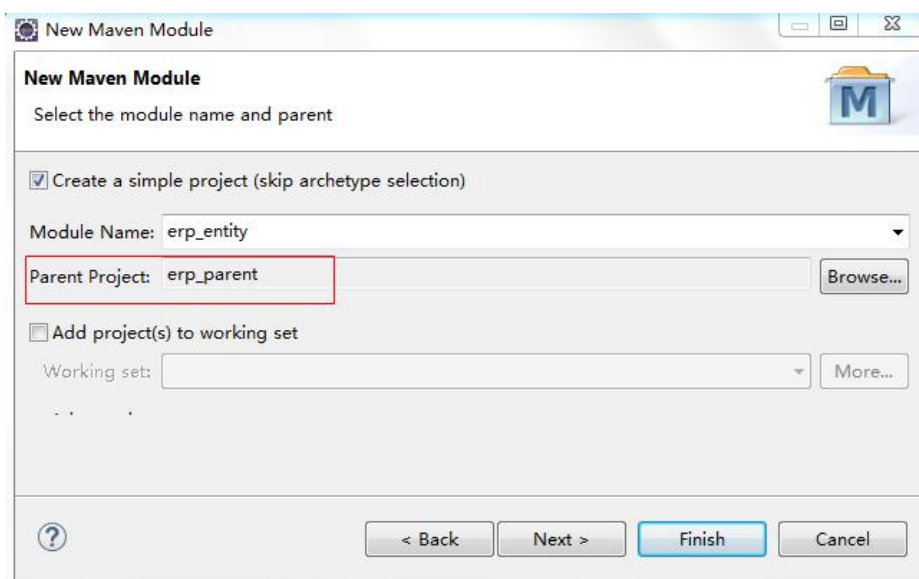 New Maven Module
New Maven Module
Select the module name and parent
M
Create a simple project (skip archetype selection)
Module Name: erp_entity
Parent Project: erp_parent Browse...
Add project(s) to working set
Working set: More...
? < Back Next > Finish Cancel